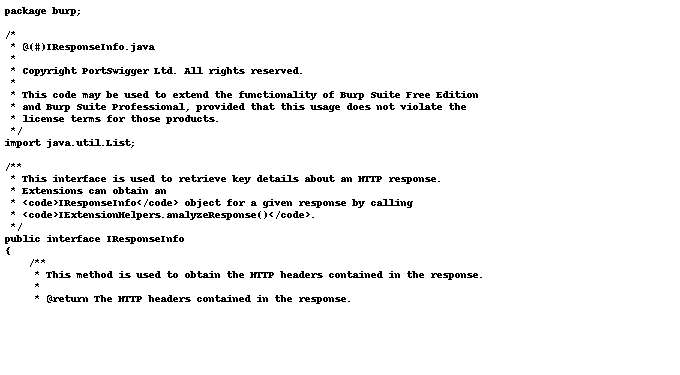 package burp;

/*
 * @(#)IResponseInfo.java
 *
 * Copyright PortSwigger Ltd. All rights reserved.
 *
 * This code may be used to extend the functionality of Burp Suite Free Edition
 * and Burp Suite Professional, provided that this usage does not violate the
 * license terms for those products.
 */
import java.util.List;

/**
 * This interface is used to retrieve key details about an HTTP response.
 * Extensions can obtain an
 * <code>IResponseInfo</code> object for a given response by calling
 * <code>IExtensionHelpers.analyzeResponse()</code>.
 */
public interface IResponseInfo
{
    /**
     * This method is used to obtain the HTTP headers contained in the response.
     *
     * @return The HTTP headers contained in the response.